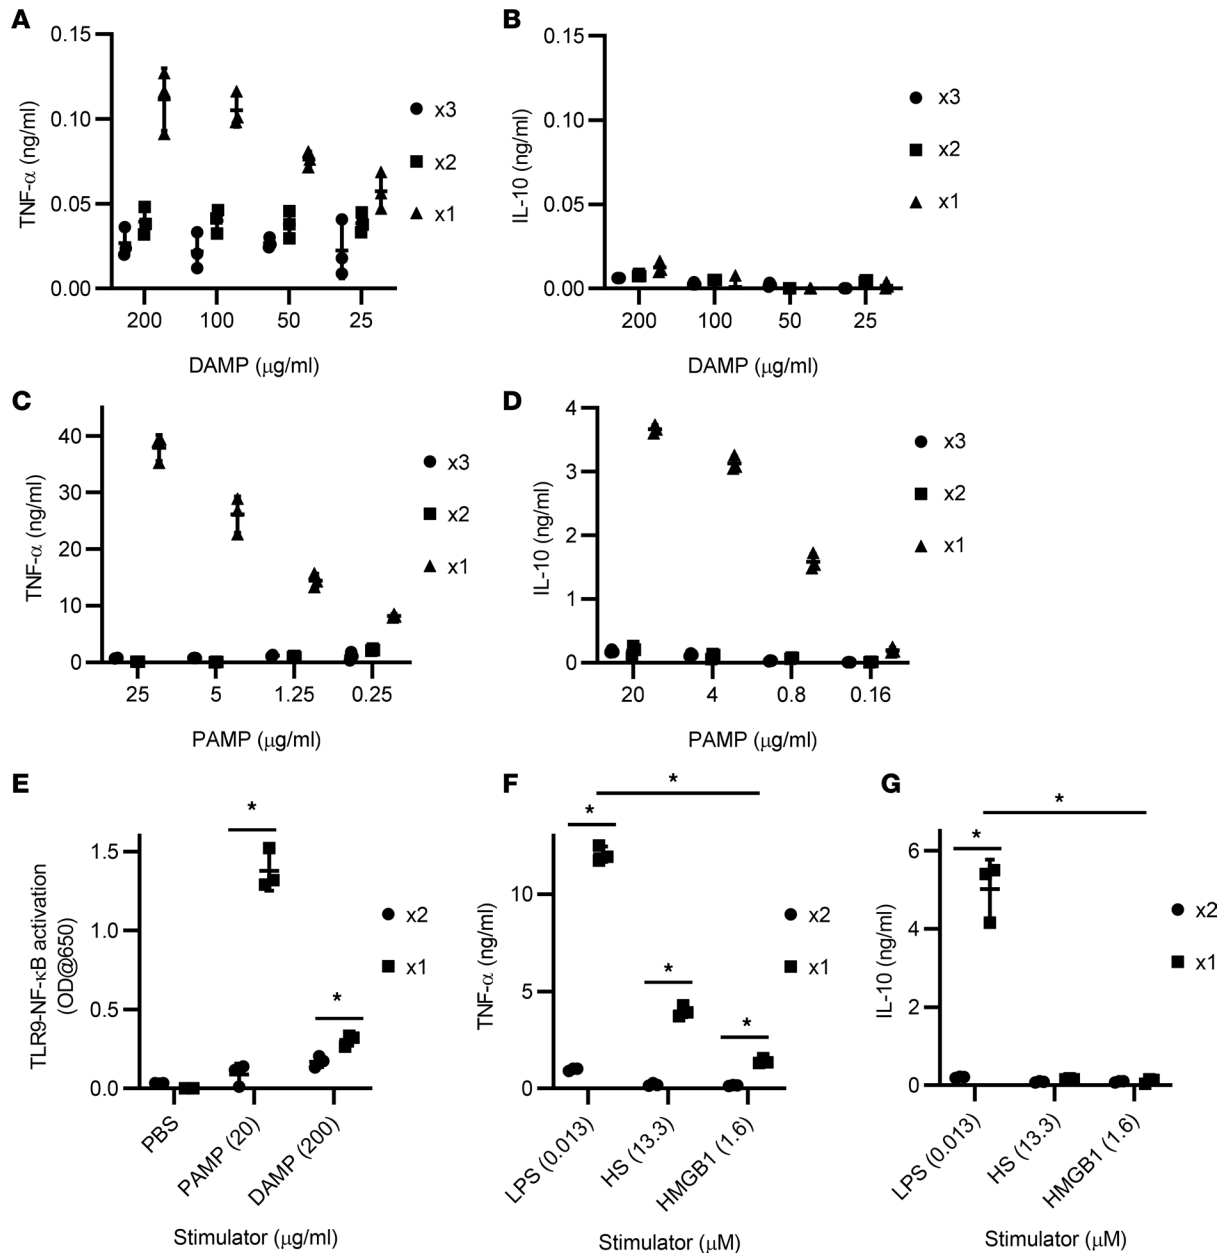 A
TNF-α (ng/ml)
0.15
0.10
0.05
0.00
200 100 50 25
DAMP (μg/ml)
x3
x2
x1
B
IL-10 (ng/ml)
0.15
0.10
0.05
0.00
200 100 50 25
DAMP (μg/ml)
x3
x2
x1
C
TNF-α (ng/ml)
40
30
20
10
0
25 5 1.25 0.25
PAMP (μg/ml)
x3
x2
x1
D
IL-10 (ng/ml)
4
3
2
1
0
20 4 0.8 0.16
PAMP (μg/ml)
x3
x2
x1
E
TLR9-NF-κB activation
(OD@650)
1.5
1.0
0.5
0.0
*
*
PBS
PAMP (20)
DAMP (200)
Stimulator (μg/ml)
x2
x1
F
TNF-α (ng/ml)
10
5
0
*
*
*
*
LPS (0.013)
HS (13.3)
HMGB1 (1.6)
Stimulator (μM)
x2
x1
G
IL-10 (ng/ml)
6
4
2
0
*
*
LPS (0.013)
HS (13.3)
HMGB1 (1.6)
Stimulator (μM)
x2
x1